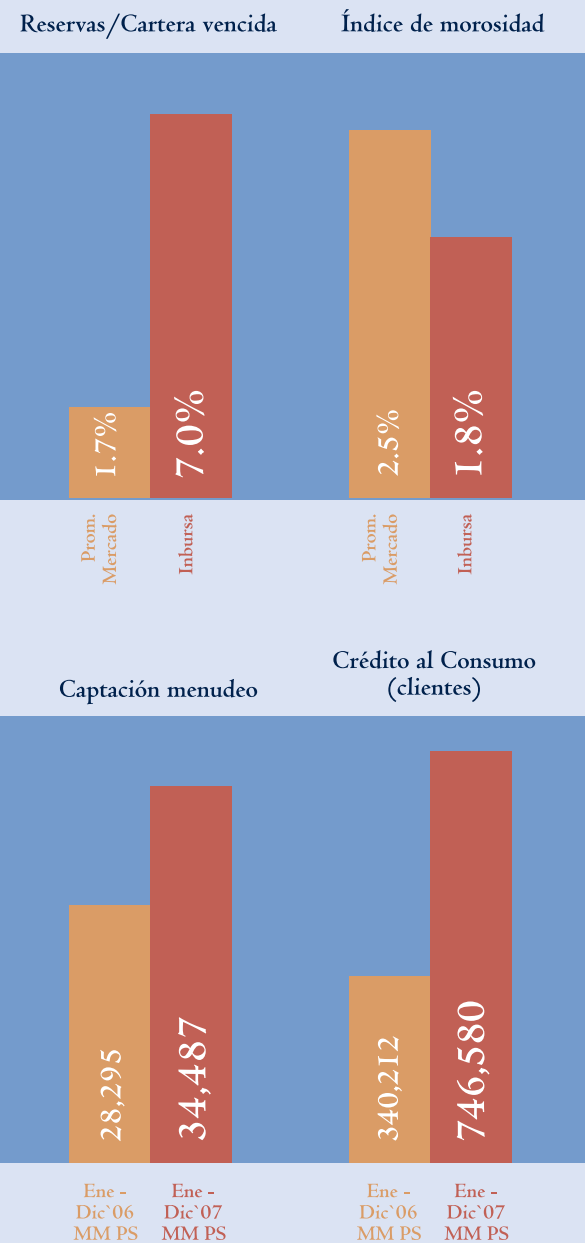 Reservas/Cartera vencida
Índice de morosidad
1.7%
7.0%
2.5%
1.8%
Prom.
Mercado
Inbursa
Prom.
Mercado
Inbursa
Captación menudeo
Crédito al Consumo
(clientes)
28,295
34,487
340,212
746,580
Ene -
Dic`06
MM PS
Ene -
Dic`07
MM PS
Ene -
Dic`06
MM PS
Ene -
Dic`07
MM PS